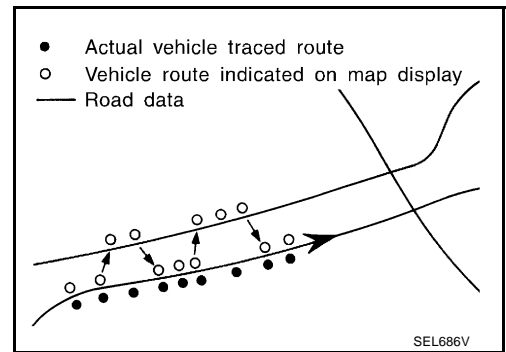 Actual vehicle traced route
Vehicle route indicated on map display
Road data
SEL686V